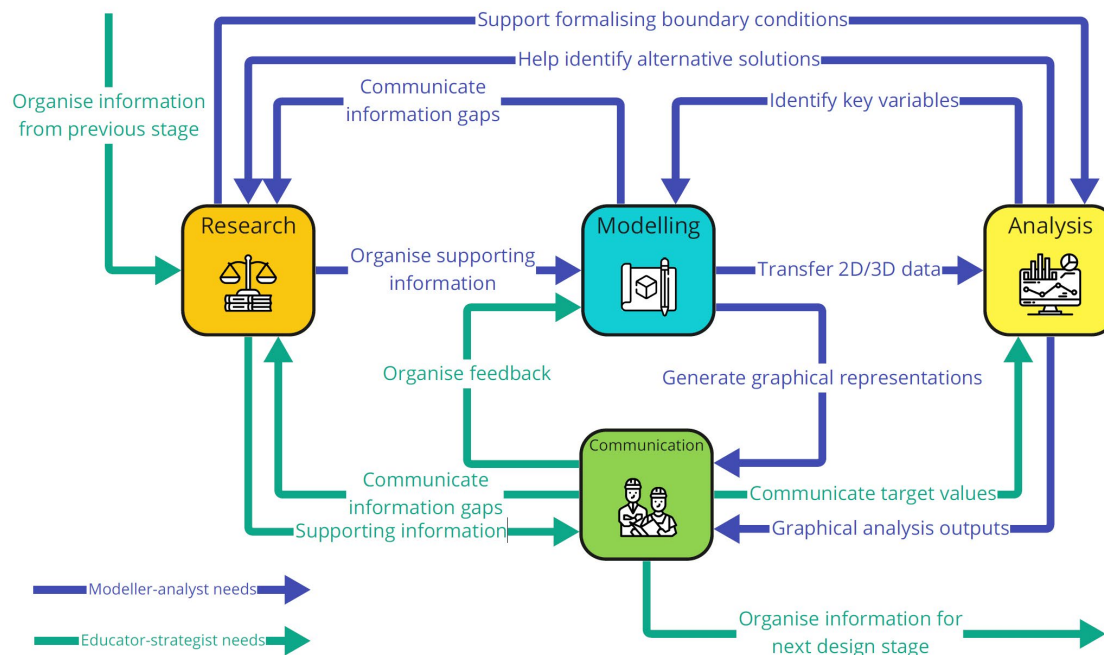 Support formalising boundary conditions
Help identify alternative solutions
Communicate
information gaps
Identify key variables
Organise information
from previous stage
Research
Modelling
Analysis
Organise supporting
information
Transfer 2D/3D data
Organise feedback
Generate graphical representations
Communication
Communicate
information gaps
Communicate target values
Supporting information
Graphical analysis outputs
Modeller-analyst needs
Organise information for
next design stage
Educator-strategist needs